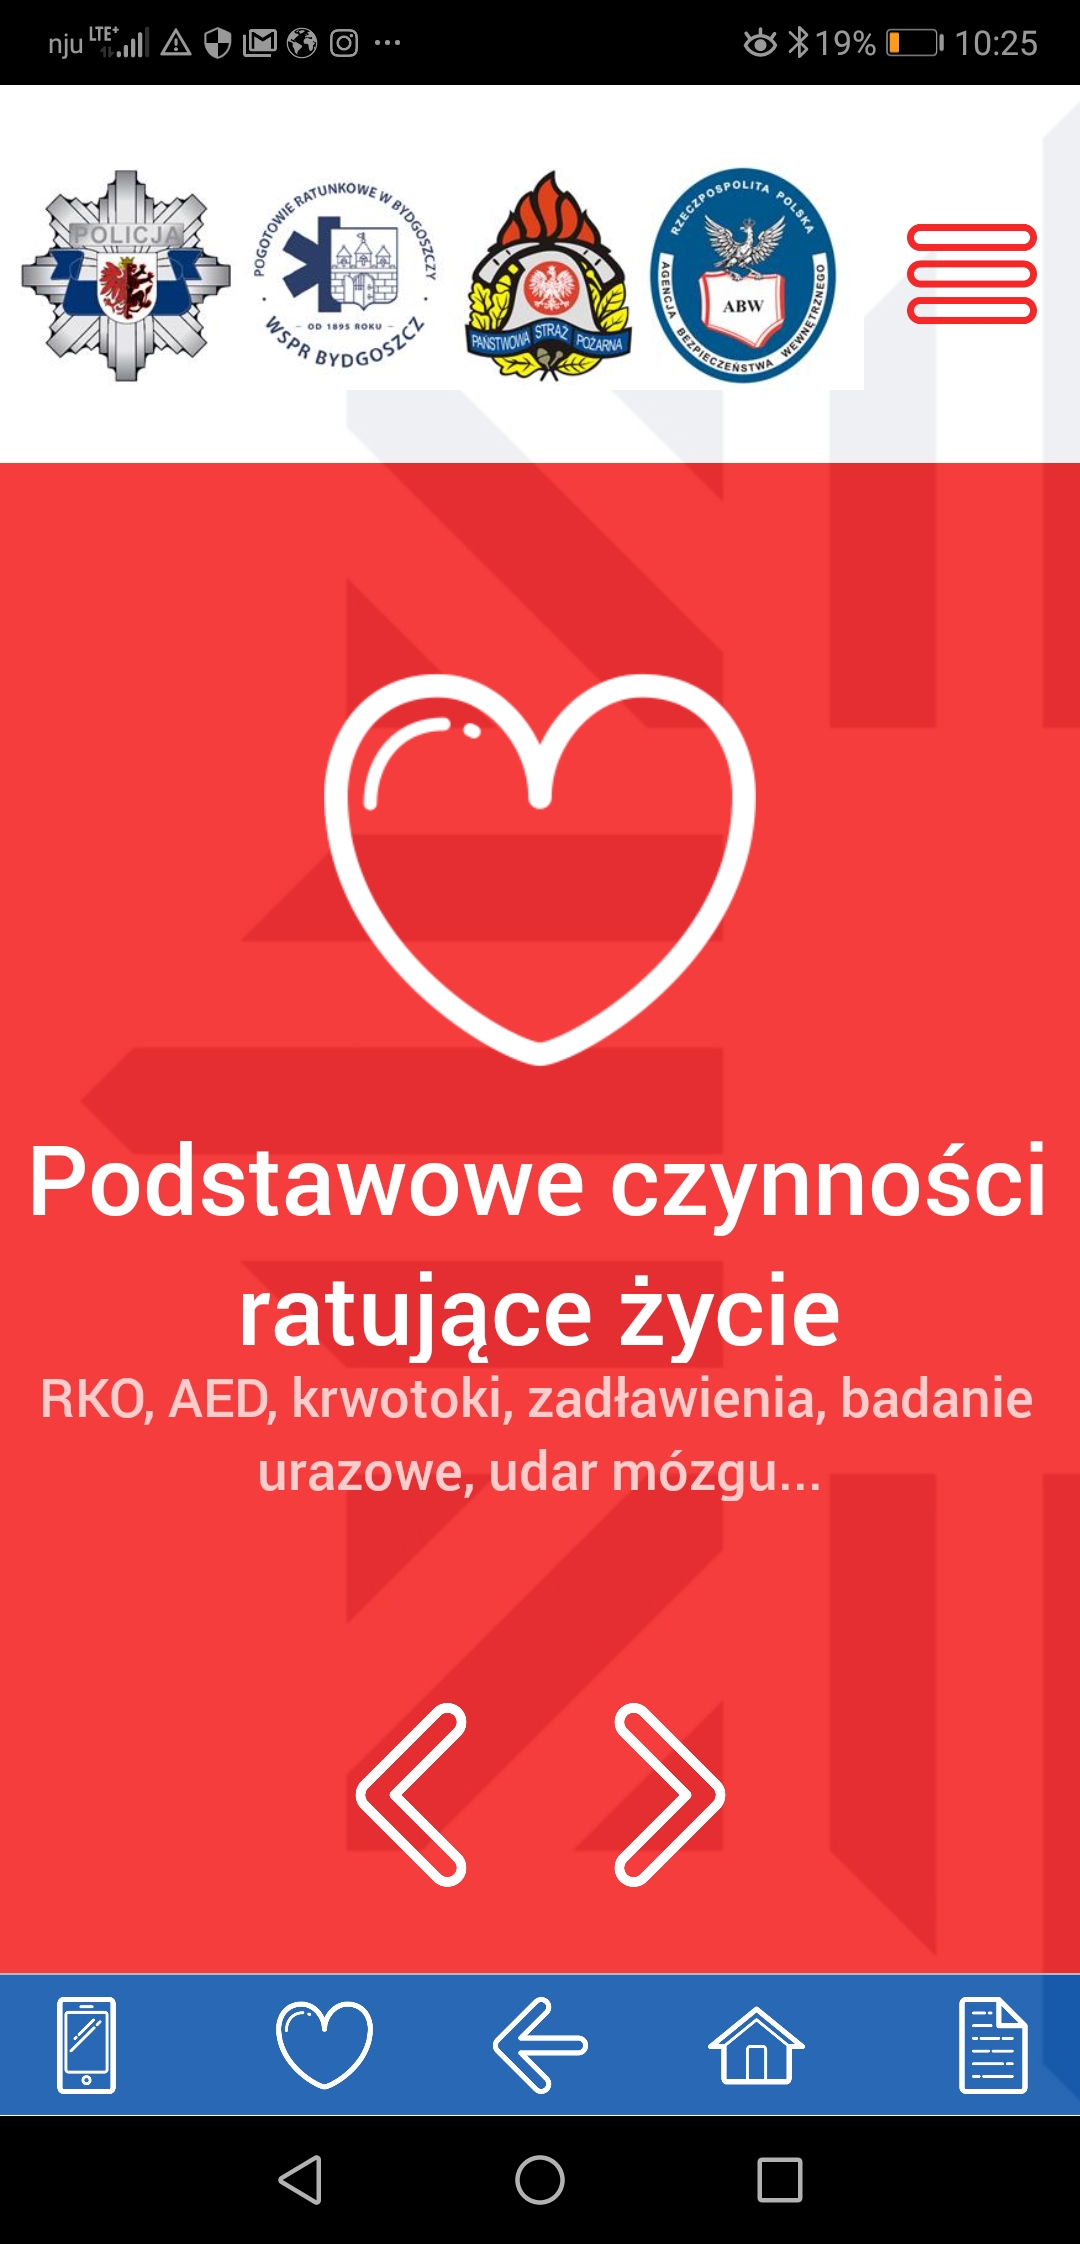 nju LTE+ 19% 10:25
POLICJA
POGOTOWIE RATUNKOWE W BYDGOSZCZY
OD 1895 ROKU
WSPR BYDGOSZCZ
PAŃSTWOWA STRAŻ POŻARNA
RZECZPOSPOLITA POLSKA
ABW
AGENCJA BEZPIECZEŃSTWA WEWNĘTRZNEGO
Podstawowe czynności
ratujące życie
RKO, AED, krwotoki, zadławienia, badanie
urazowe, udar mózgu...